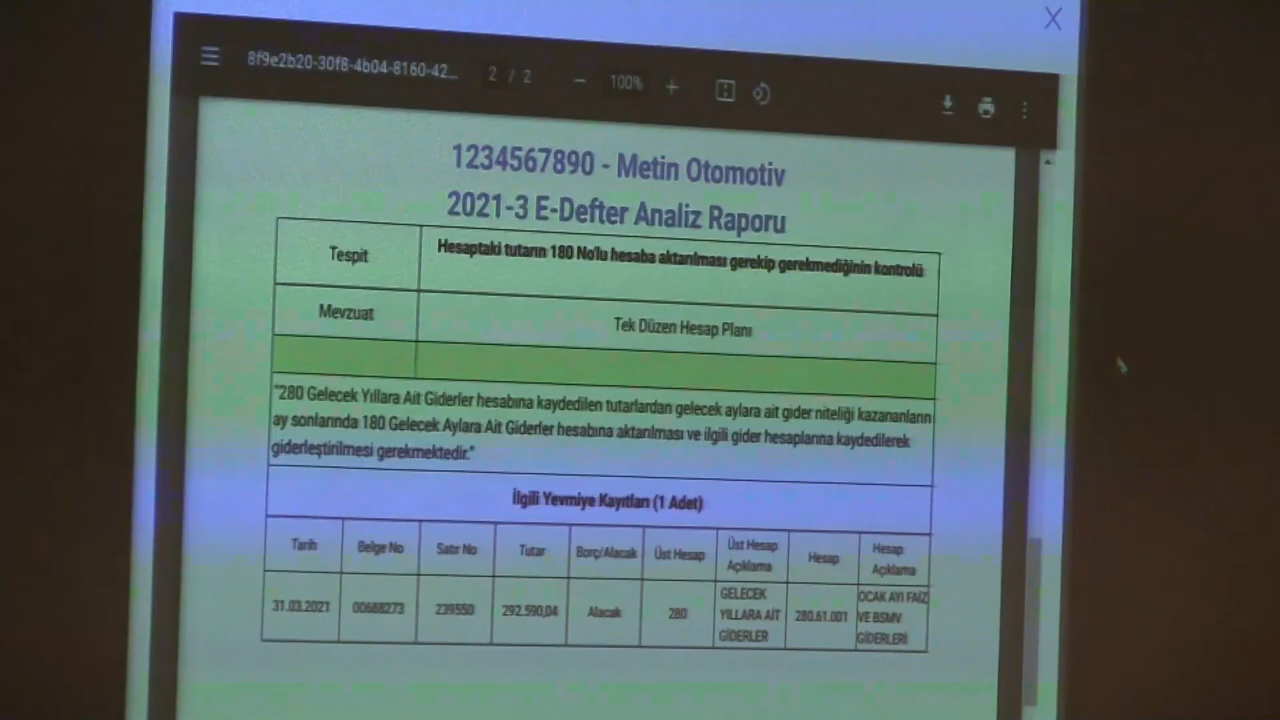 8f9e2b20-30f8-4b04-8160-42... 2 / 2 100%
1234567890 - Metin Otomotiv
2021-3 E-Defter Analiz Raporu
Tespit Hesaptaki tutarın 180 No'lu hesaba aktarılması gerekip gerekmediğinin kontrolü
Mevzuat Tek Düzen Hesap Planı
"280 Gelecek Yıllara Ait Giderler hesabına kaydedilen tutarlardan gelecek aylara ait gider niteliği kazananların
ay sonlarında 180 Gelecek Aylara Ait Giderler hesabına aktarılması ve ilgili gider hesaplarına kaydedilerek
giderleştirilmesi gerekmektedir."
İlgili Yevmiye Kayıtları (1 Adet)
Tarih Belge No Satır No Tutar Borç/Alacak Üst Hesap Üst Hesap Açıklama Hesap Hesap Açıklama
31.03.2021 00688273 239550 292.590,04 Alacak 280 GELECEK YILLARA AİT GİDERLER 280.61.001 OCAK AYI FAİZ VE BSMV GİDERLERİ